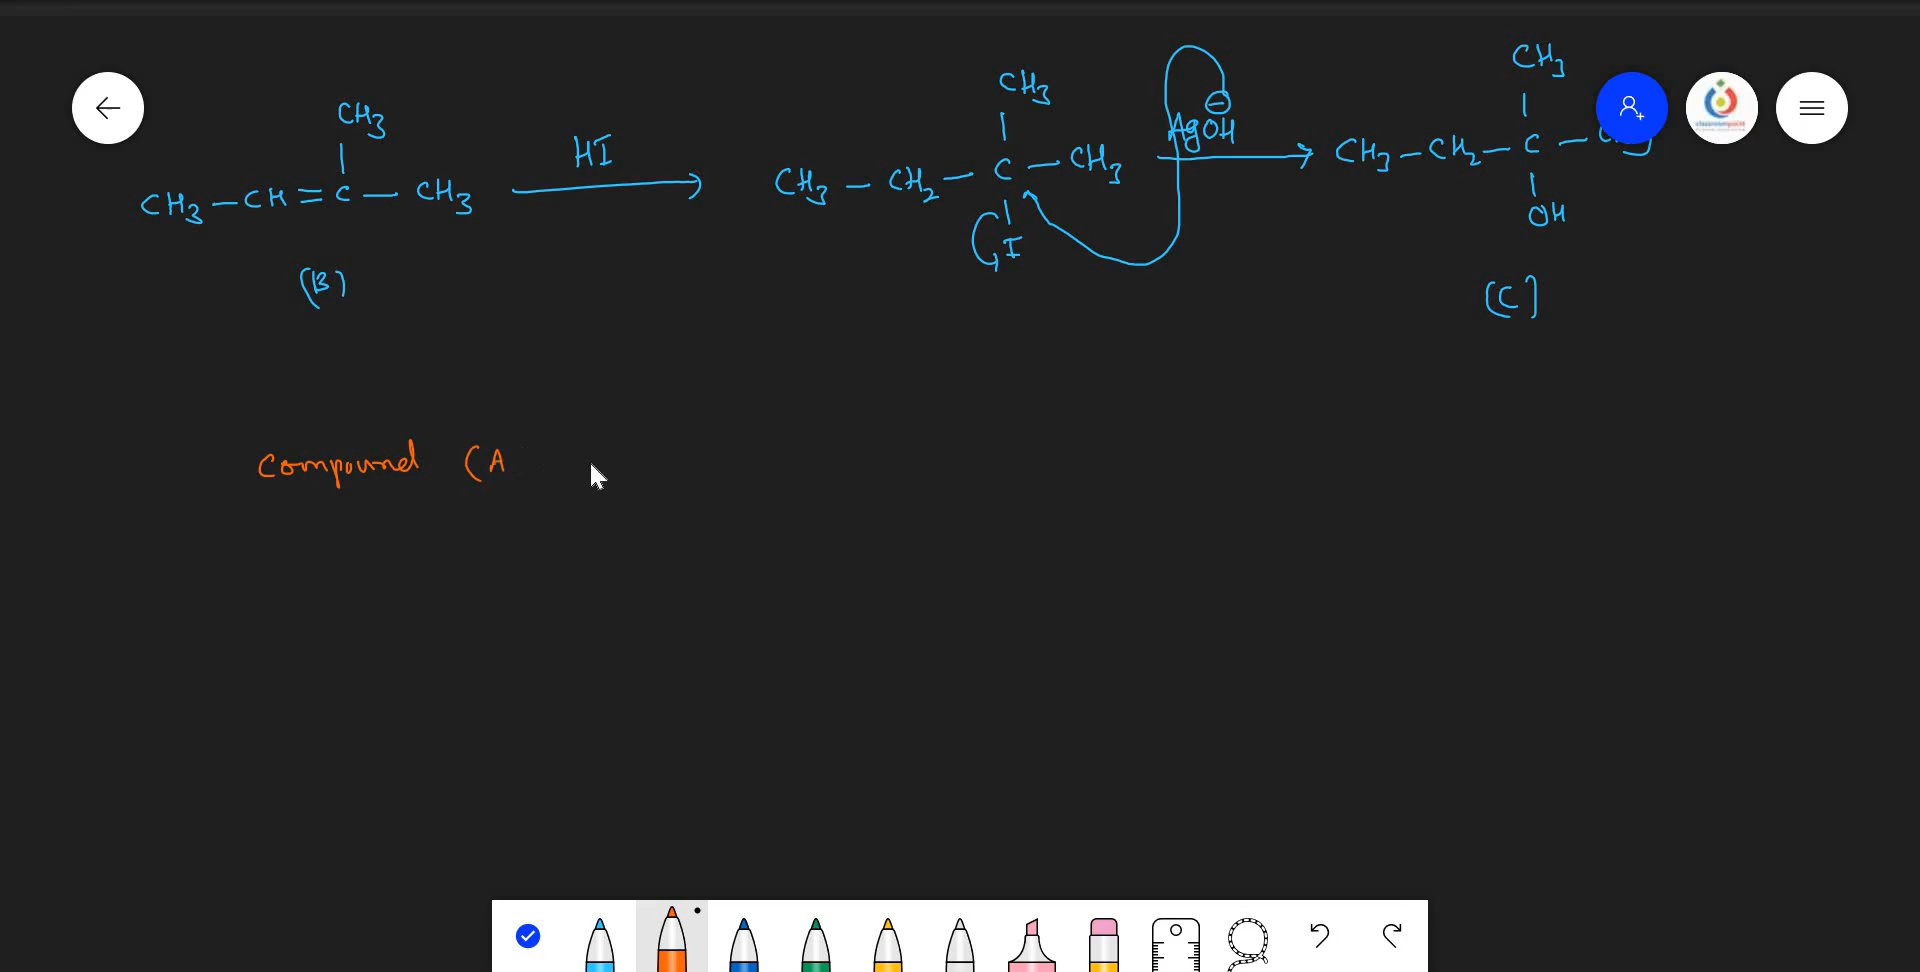 CH3 CH3 CH3
CH3-CH=C-CH3 HI CH3-CH2-C-CH3 AgOH⊖ CH3-CH2-C-
I OH
(B) (C)
Compound (A